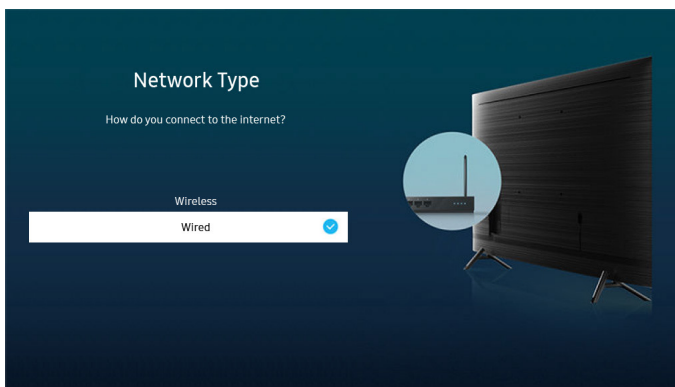 Network Type
How do you connect to the internet?
Wireless
Wired